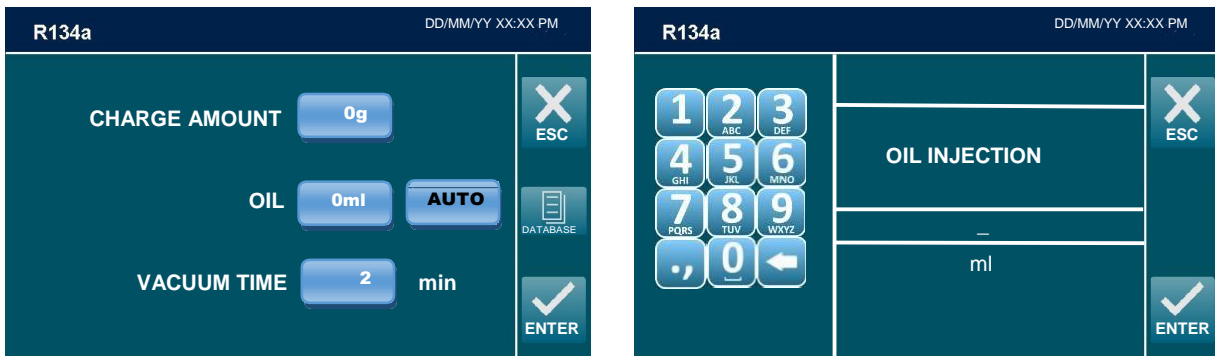 R134a
DD/MM/YY XX:XX PM
CHARGE AMOUNT 0g
ESC
OIL 0ml AUTO
DATABASE
VACUUM TIME 2 min
ENTER
R134a
DD/MM/YY XX:XX PM
1 2 3
ABC DEF
ESC
4 5 6
GHI JKL MNO
OIL INJECTION
7 8 9
PQRS TUV WXYZ
_
., 0
ml
ENTER